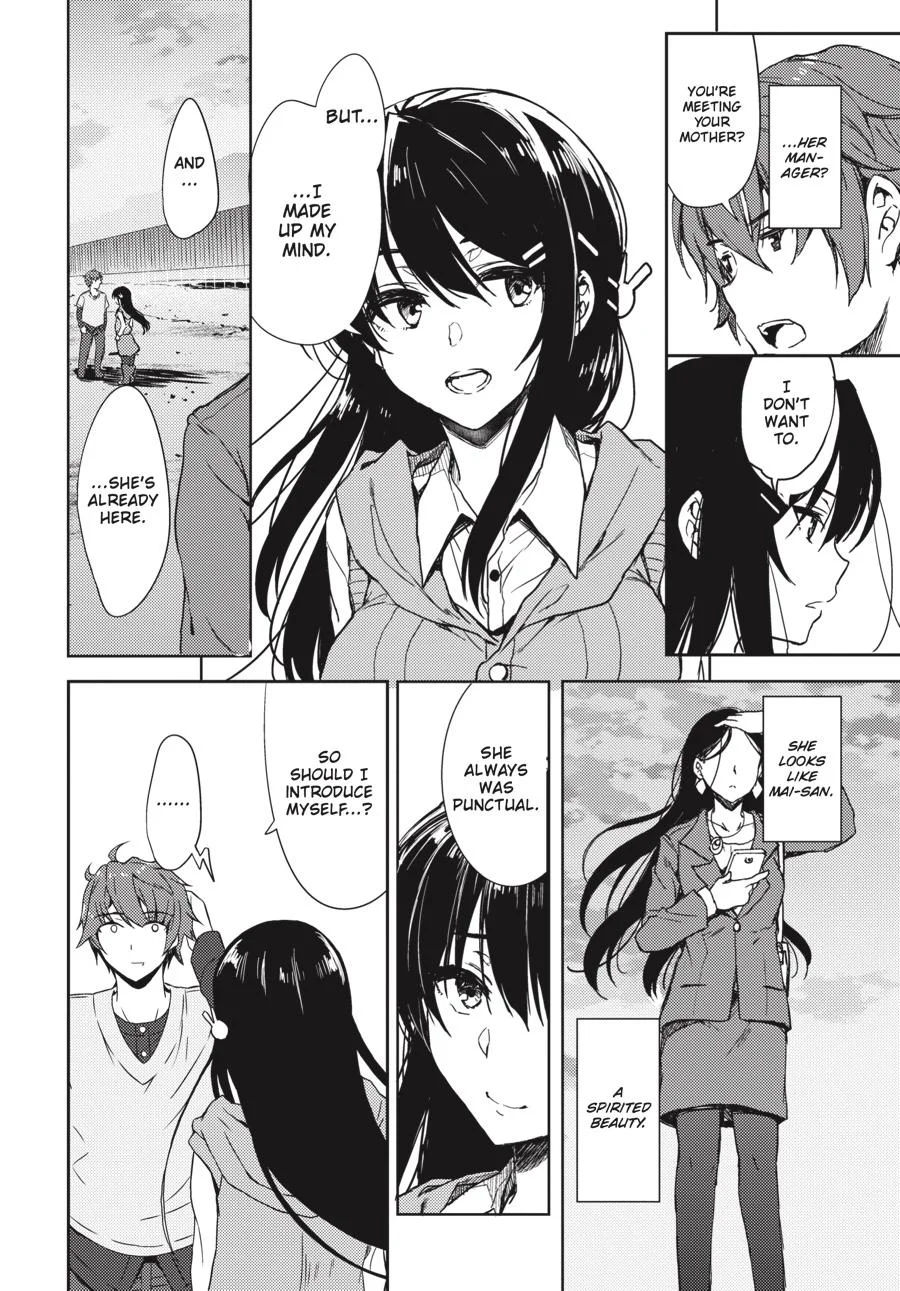 YOU'RE
MEETING
YOUR
MOTHER?
...HER
MAN-
AGER?
I
DON'T
WANT
TO.
BUT...
...I
MADE
UP MY
MIND.
AND
...
...SHE'S
ALREADY
HERE.
SHE
LOOKS
LIKE
MAI-SAN.
A
SPIRITED
BEAUTY.
SHE
ALWAYS
WAS
PUNCTUAL.
SO
SHOULD I
INTRODUCE
MYSELF...?
......